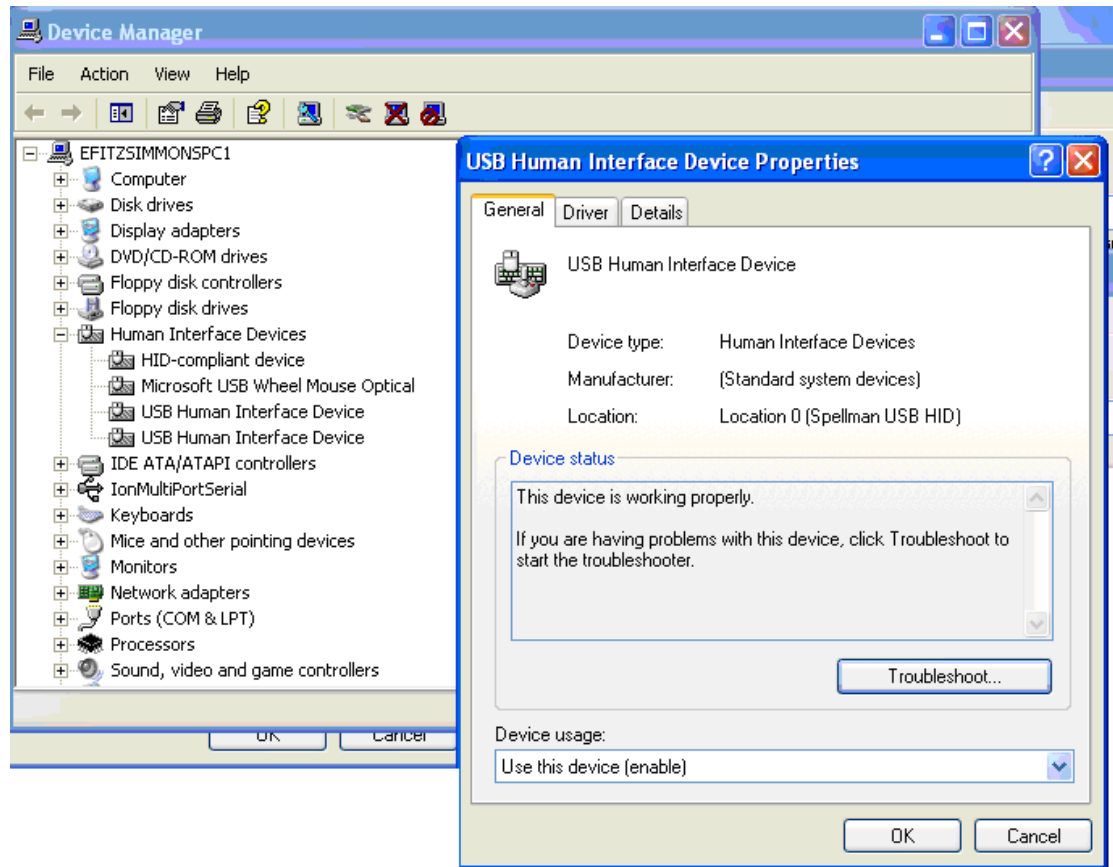 Device Manager
File Action View Help
EFITZSIMMONSPC1
Computer
Disk drives
Display adapters
DVD/CD-ROM drives
Floppy disk controllers
Floppy disk drives
Human Interface Devices
HID-compliant device
Microsoft USB Wheel Mouse Optical
USB Human Interface Device
USB Human Interface Device
IDE ATA/ATAPI controllers
IonMultiPortSerial
Keyboards
Mice and other pointing devices
Monitors
Network adapters
Ports (COM & LPT)
Processors
Sound, video and game controllers
OK Cancel
USB Human Interface Device Properties
General Driver Details
USB Human Interface Device
Device type: Human Interface Devices
Manufacturer: (Standard system devices)
Location: Location 0 (Spellman USB HID)
Device status
This device is working properly.
If you are having problems with this device, click Troubleshoot to
start the troubleshooter.
Troubleshoot...
Device usage:
Use this device (enable)
OK Cancel